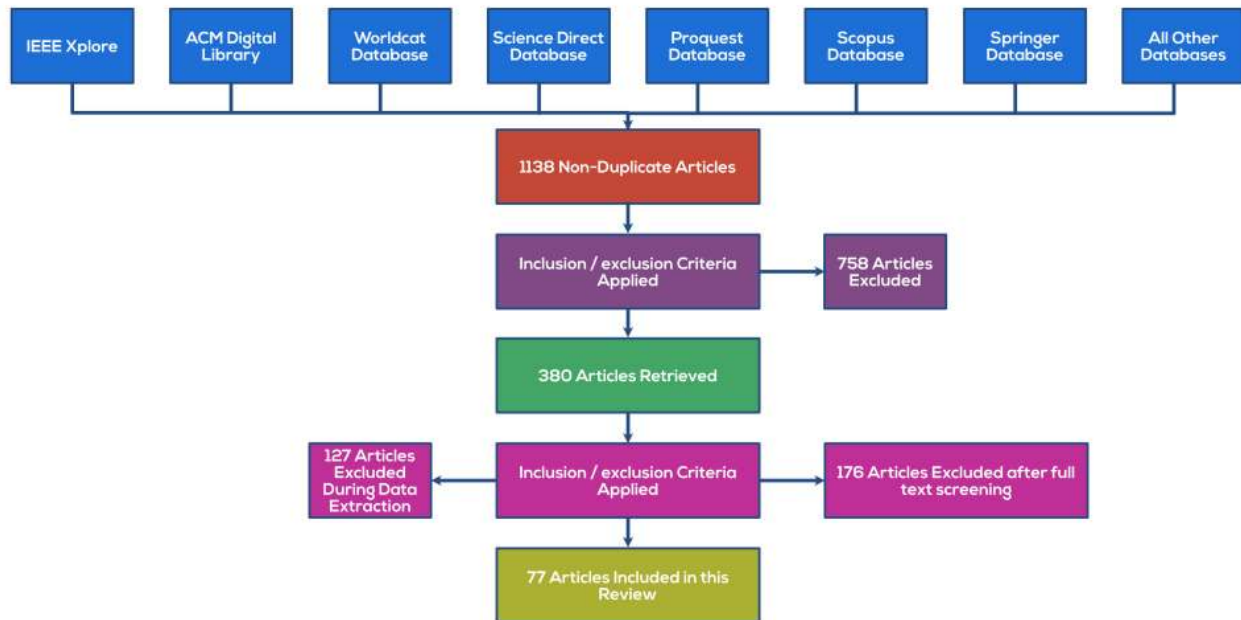 IEEE Xplore
ACM Digital
Library
Worldcat
Database
Science Direct
Database
Proquest
Database
Scopus
Database
Springer
Database
All Other
Databases
1138 Non-Duplicate Articles
Inclusion / exclusion Criteria
Applied
758 Articles
Excluded
380 Articles Retrieved
127 Articles
Excluded
During Data
Extraction
Inclusion / exclusion Criteria
Applied
176 Articles Excluded after full
text screening
77 Articles Included in this
Review